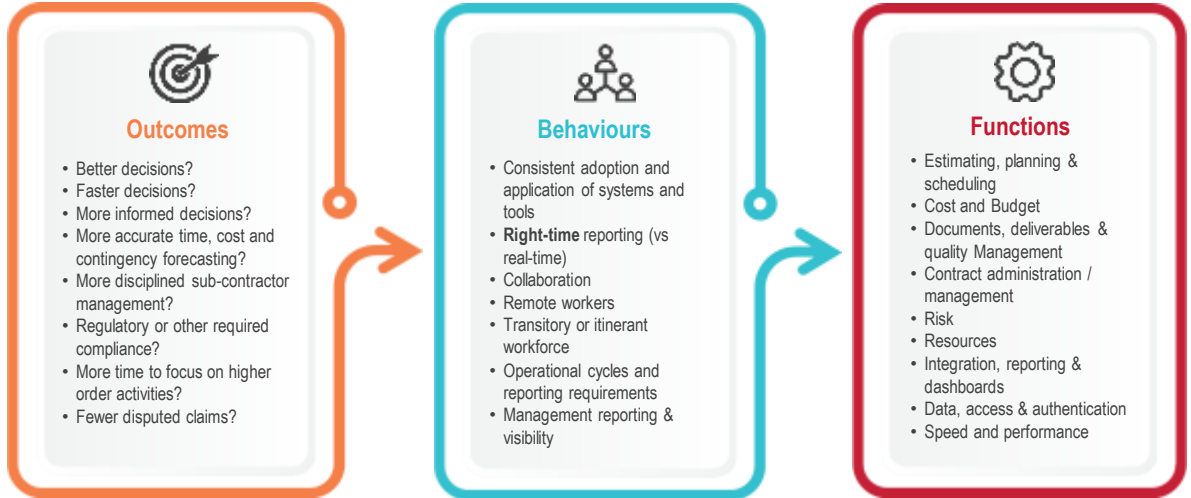 Outcomes
• Better decisions?
• Faster decisions?
• More informed decisions?
• More accurate time, cost and
contingency forecasting?
• More disciplined sub-contractor
management?
• Regulatory or other required
compliance?
• More time to focus on higher
order activities?
• Fewer disputed claims?
Behaviours
• Consistent adoption and
application of systems and
tools
• Right-time reporting (vs
real-time)
• Collaboration
• Remote workers
• Transitory or itinerant
workforce
• Operational cycles and
reporting requirements
• Management reporting &
visibility
Functions
• Estimating, planning &
scheduling
• Cost and Budget
• Documents, deliverables &
quality Management
• Contract administration /
management
• Risk
• Resources
• Integration, reporting &
dashboards
• Data, access & authentication
• Speed and performance